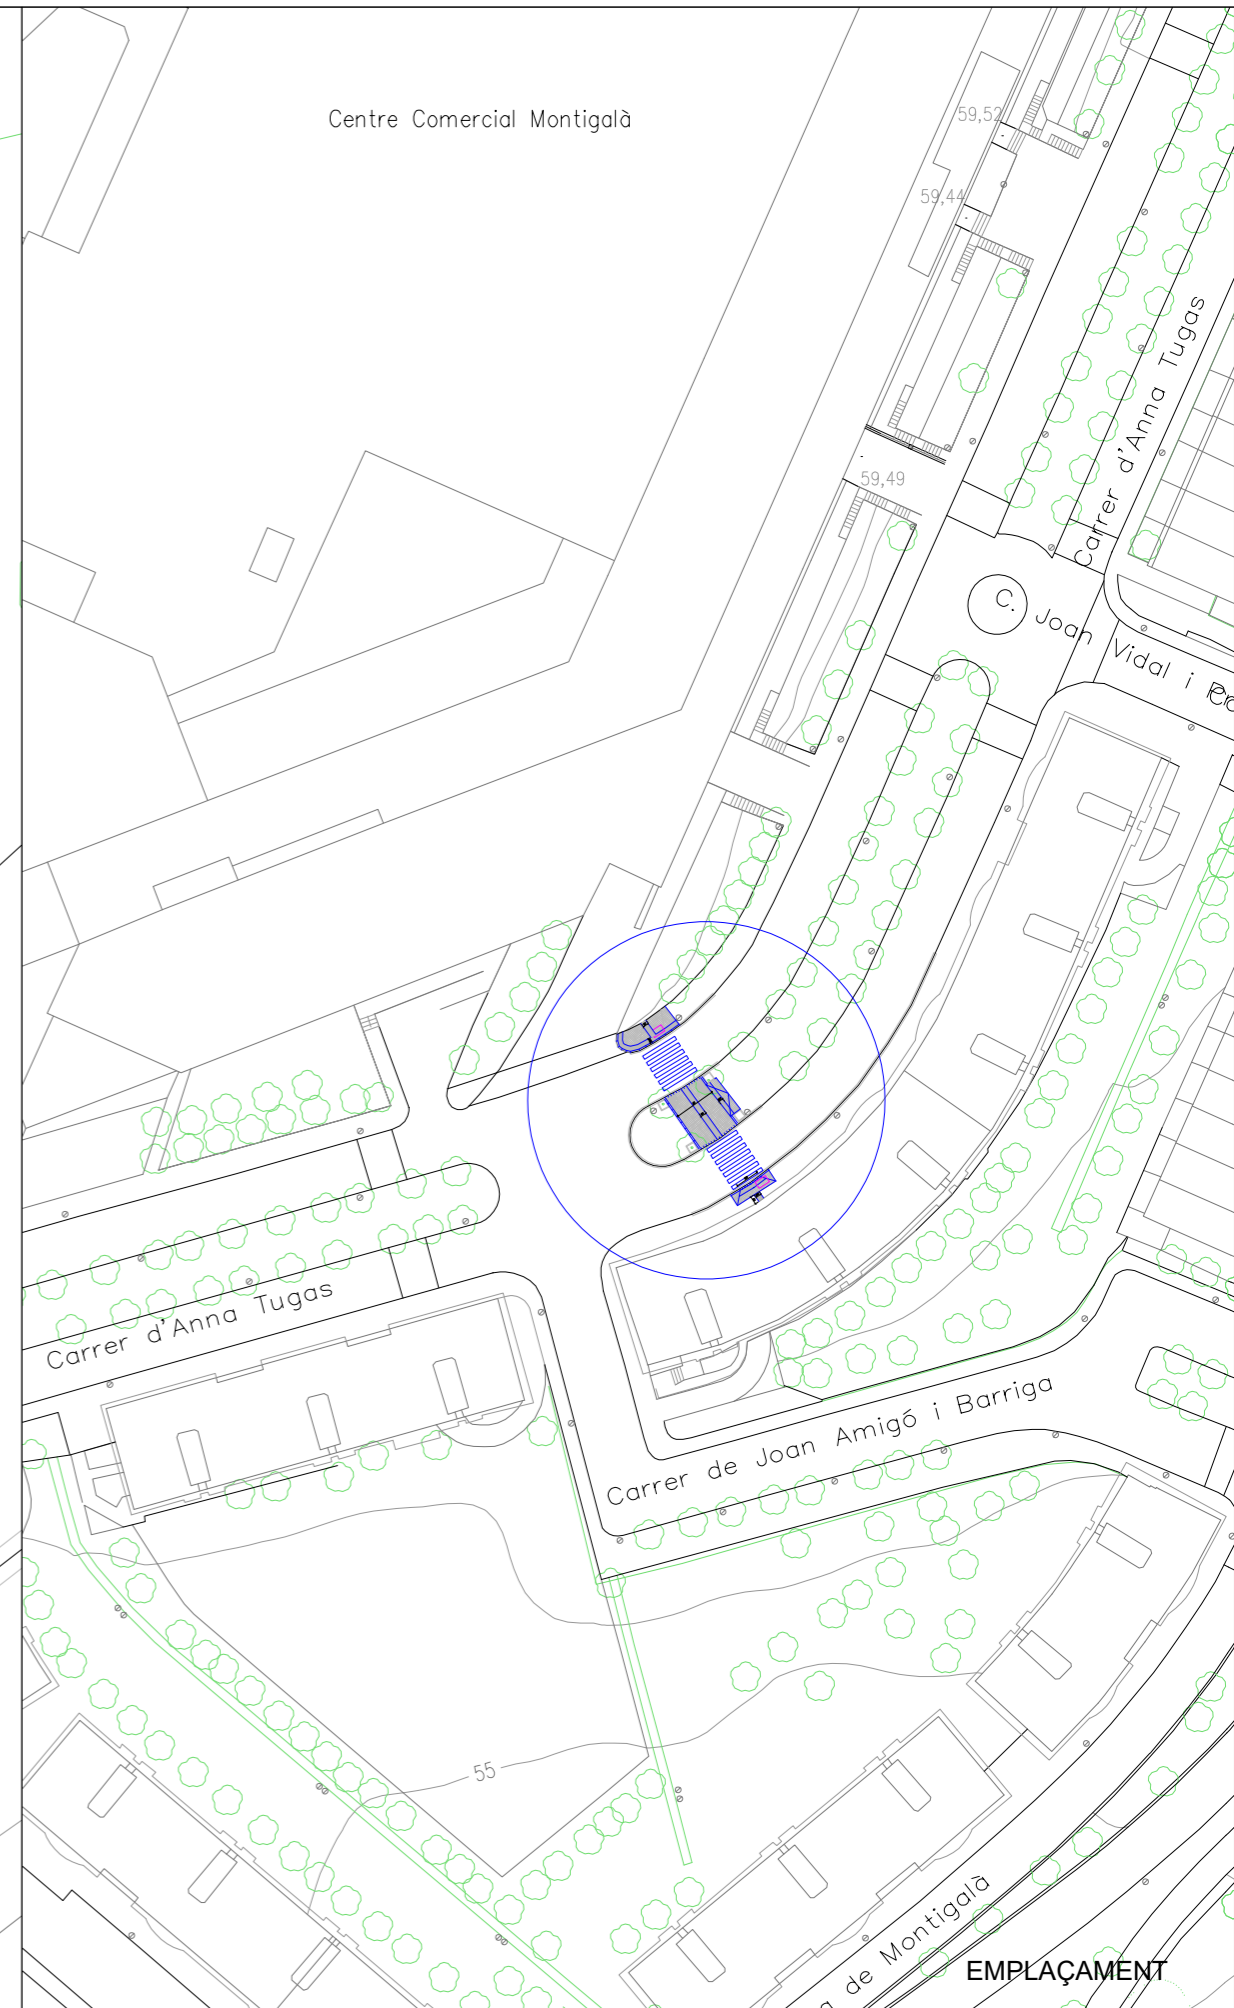 Centre Comercial Montigalà
59,52
59,44
Carrer d'Anna Tugas
59,49
C. Joan Vidal i
Carrer d'Anna Tugas
Carrer de Joan Amigó i Barriga
55
de Montigalà
EMPLAÇAMENT